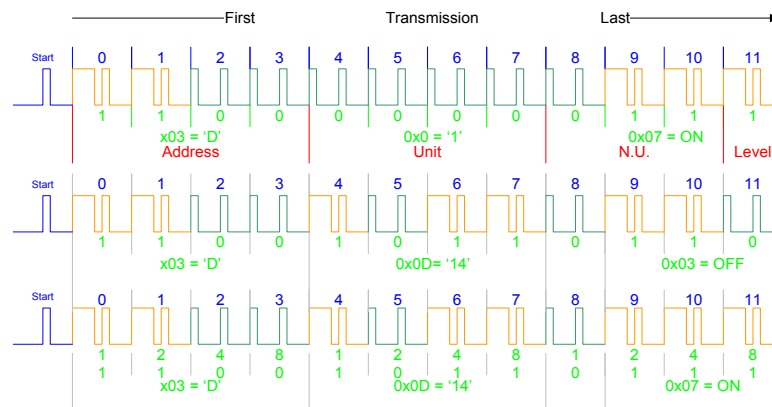 First Transmission Last
Start 0 1 2 3 4 5 6 7 8 9 10 11
1 1 0 0 0 0 0 0 0 1 1 1
x03 = 'D' 0x0 = '1' 0x07 = ON
Address Unit N.U. Level
Start 0 1 2 3 4 5 6 7 8 9 10 11
1 1 0 0 1 0 1 1 0 1 1 0
x03 = 'D' 0x0D= '14' 0x03 = OFF
Start 0 1 2 3 4 5 6 7 8 9 10 11
1 2 4 8 1 2 4 8 1 2 4 8
1 1 0 0 1 0 1 1 0 1 1 1
x03 = 'D' 0x0D = '14' 0x07 = ON